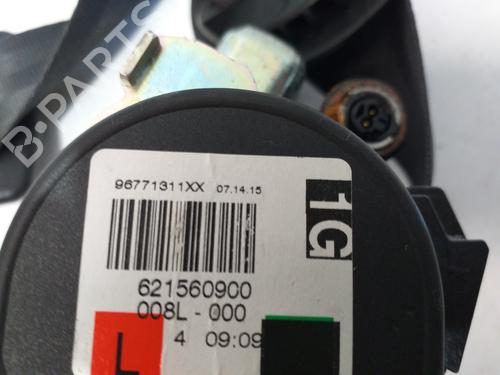 B-PARTS
96771311XX 07.14.15
1G
621560900
008L - 000
4 09:09
L